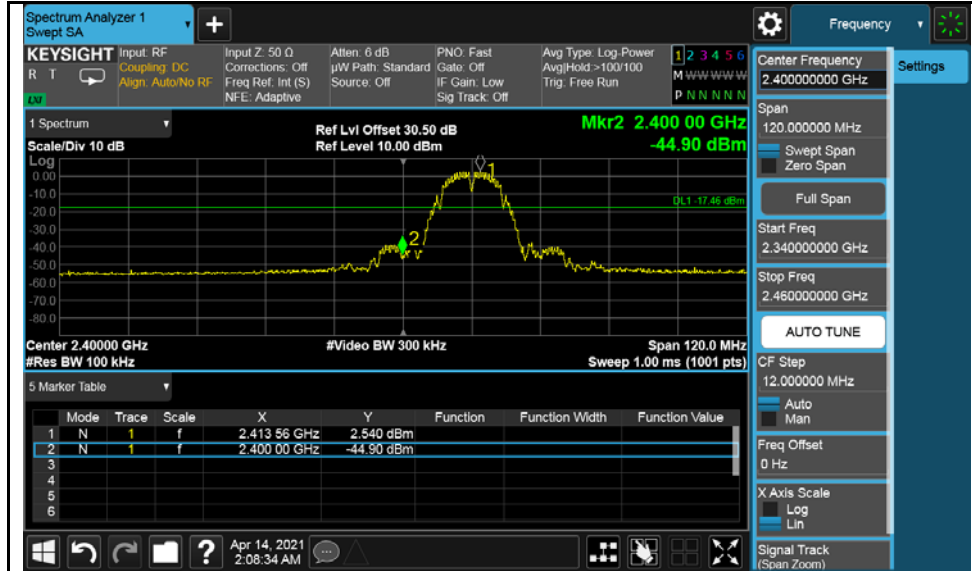 Spectrum Analyzer 1
Swept SA
Frequency
KEYSIGHT
R T
LXI
Input: RF
Coupling: DC
Align: Auto/No RF
Input Z: 50 Ω
Corrections: Off
Freq Ref: Int (S)
NFE: Adaptive
Atten: 6 dB
µW Path: Standard
Source: Off
PNO: Fast
Gate: Off
IF Gain: Low
Sig Track: Off
Avg Type: Log-Power
Avg|Hold:>100/100
Trig: Free Run
1 2 3 4 5 6
M W W W W W
P N N N N N
1 Spectrum
Scale/Div 10 dB
Ref Lvl Offset 30.50 dB
Ref Level 10.00 dBm
Mkr2 2.400 00 GHz
-44.90 dBm
Log
0.00
-10.0
-20.0
-30.0
-40.0
-50.0
-60.0
-70.0
-80.0
1
2
DL1 -17.46 dBm
Center 2.40000 GHz
#Res BW 100 kHz
#Video BW 300 kHz
Span 120.0 MHz
Sweep 1.00 ms (1001 pts)
5 Marker Table
Mode Trace Scale X Y Function Function Width Function Value
1 N 1 f 2.413 56 GHz 2.540 dBm
2 N 1 f 2.400 00 GHz -44.90 dBm
3
4
5
6
Apr 14, 2021
2:08:34 AM
Center Frequency
2.400000000 GHz
Settings
Span
120.000000 MHz
Swept Span
Zero Span
Full Span
Start Freq
2.340000000 GHz
Stop Freq
2.460000000 GHz
AUTO TUNE
CF Step
12.000000 MHz
Auto
Man
Freq Offset
0 Hz
X Axis Scale
Log
Lin
Signal Track
(Span Zoom)